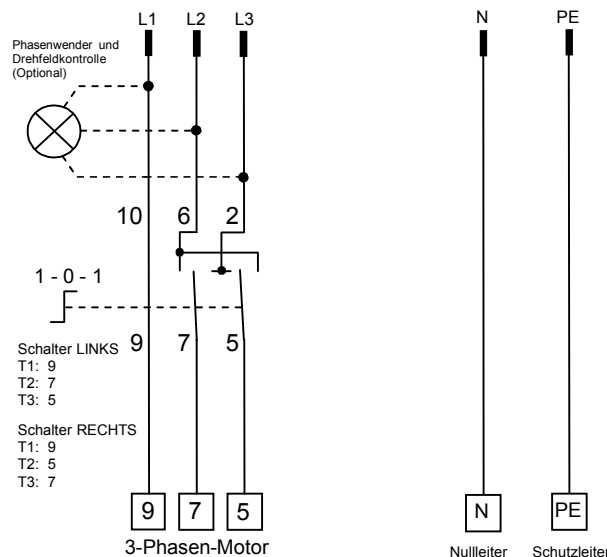 L1 L2 L3 N PE
Phasenwender und
Drehfeldkontrolle
(Optional)
10 6 2
1 - 0 - 1
9 7 5
Schalter LINKS
T1: 9
T2: 7
T3: 5
Schalter RECHTS
T1: 9
T2: 5
T3: 7
9 7 5 N PE
3-Phasen-Motor
Nullleiter Schutzleiter